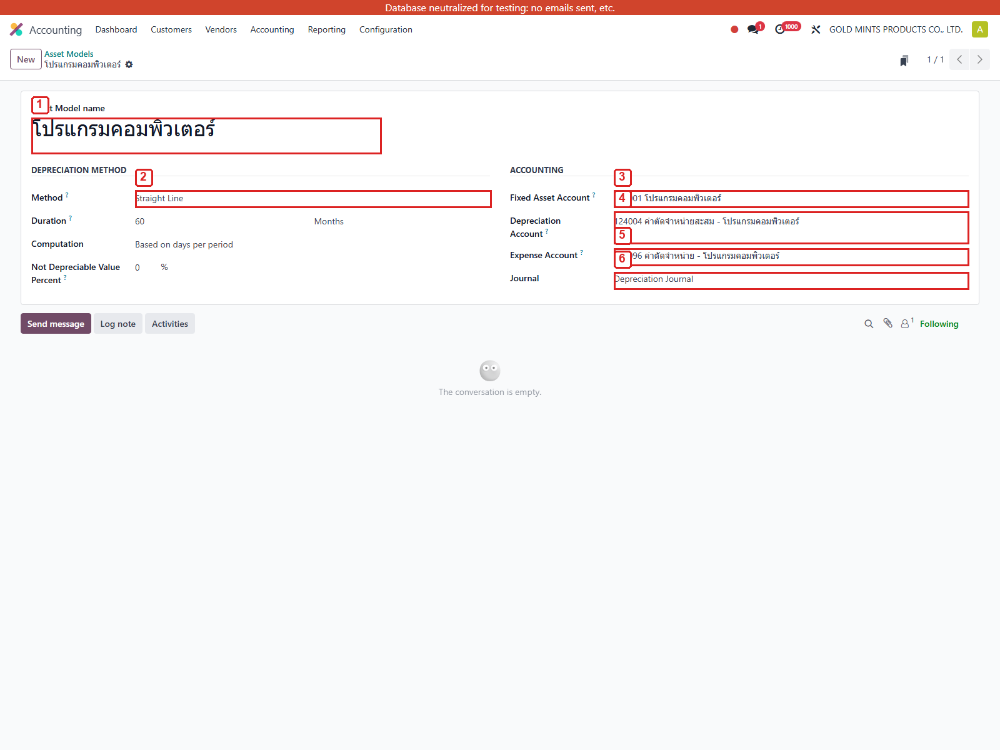 Database neutralized for testing: no emails sent, etc.
Accounting Dashboard Customers Vendors Accounting Reporting Configuration 1 1000 GOLD MINTS PRODUCTS CO., LTD. A
New Asset Models
โปรแกรมคอมพิวเตอร์ 1 / 1
1 t Model name
โปรแกรมคอมพิวเตอร์
DEPRECIATION METHOD
2
Method ? Straight Line
Duration ? 60 Months
Computation Based on days per period
Not Depreciable Value Percent ? 0 %
ACCOUNTING
3
Fixed Asset Account ? 4 01 โปรแกรมคอมพิวเตอร์
Depreciation Account ? 124004 ค่าตัดจำหน่ายสะสม - โปรแกรมคอมพิวเตอร์
5
Expense Account ? 6 96 ค่าตัดจำหน่าย - โปรแกรมคอมพิวเตอร์
Journal Depreciation Journal
Send message Log note Activities 1 Following
The conversation is empty.